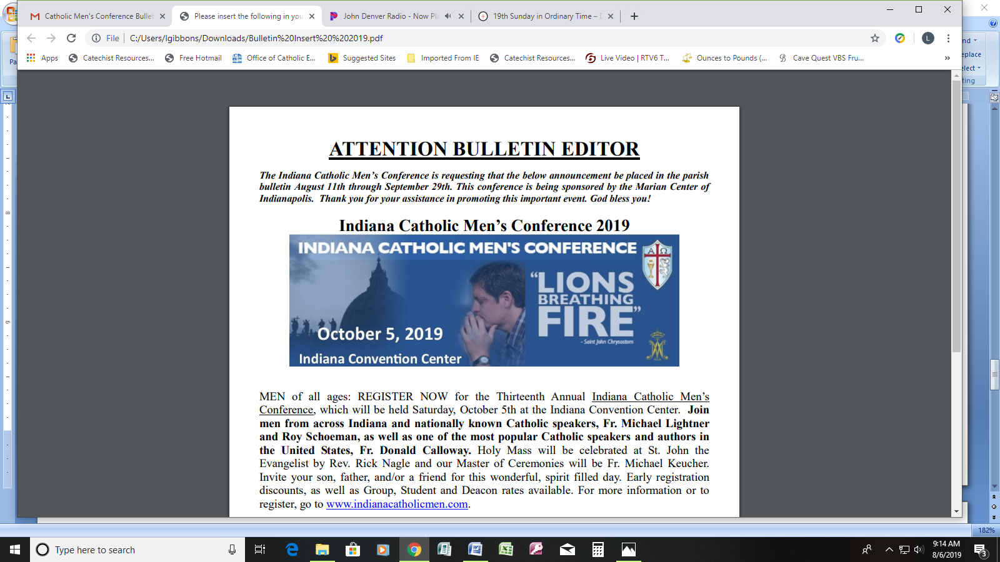 Catholic Men's Conference Bullet
Please insert the following in you
John Denver Radio - Now Pla
19th Sunday in Ordinary Time – D
File C:/Users/lgibbons/Downloads/Bulletin%20Insert%20%202019.pdf
L
Apps
Catechist Resources...
Free Hotmail
Office of Catholic E...
Suggested Sites
Imported From IE
Catechist Resources...
Live Video | RTV6 T...
Ounces to Pounds (...
Cave Quest VBS Fru...
»
Pa
nd
eplace
elect
ting
ATTENTION BULLETIN EDITOR
The Indiana Catholic Men's Conference is requesting that the below announcement be placed in the parish
bulletin August 11th through September 29th. This conference is being sponsored by the Marian Center of
Indianapolis. Thank you for your assistance in promoting this important event. God bless you!
Indiana Catholic Men's Conference 2019
INDIANA CATHOLIC MEN'S CONFERENCE
A Ω
"LIONS
BREATHING
FIRE"
- Saint John Chrysostom
October 5, 2019
Indiana Convention Center
MEN of all ages: REGISTER NOW for the Thirteenth Annual Indiana Catholic Men's
Conference, which will be held Saturday, October 5th at the Indiana Convention Center. Join
men from across Indiana and nationally known Catholic speakers, Fr. Michael Lightner
and Roy Schoeman, as well as one of the most popular Catholic speakers and authors in
the United States, Fr. Donald Calloway. Holy Mass will be celebrated at St. John the
Evangelist by Rev. Rick Nagle and our Master of Ceremonies will be Fr. Michael Keucher.
Invite your son, father, and/or a friend for this wonderful, spirit filled day. Early registration
discounts, as well as Group, Student and Deacon rates available. For more information or to
register, go to www.indianacatholicmen.com.
8
9
182%
Type here to search
9:14 AM
8/6/2019
3